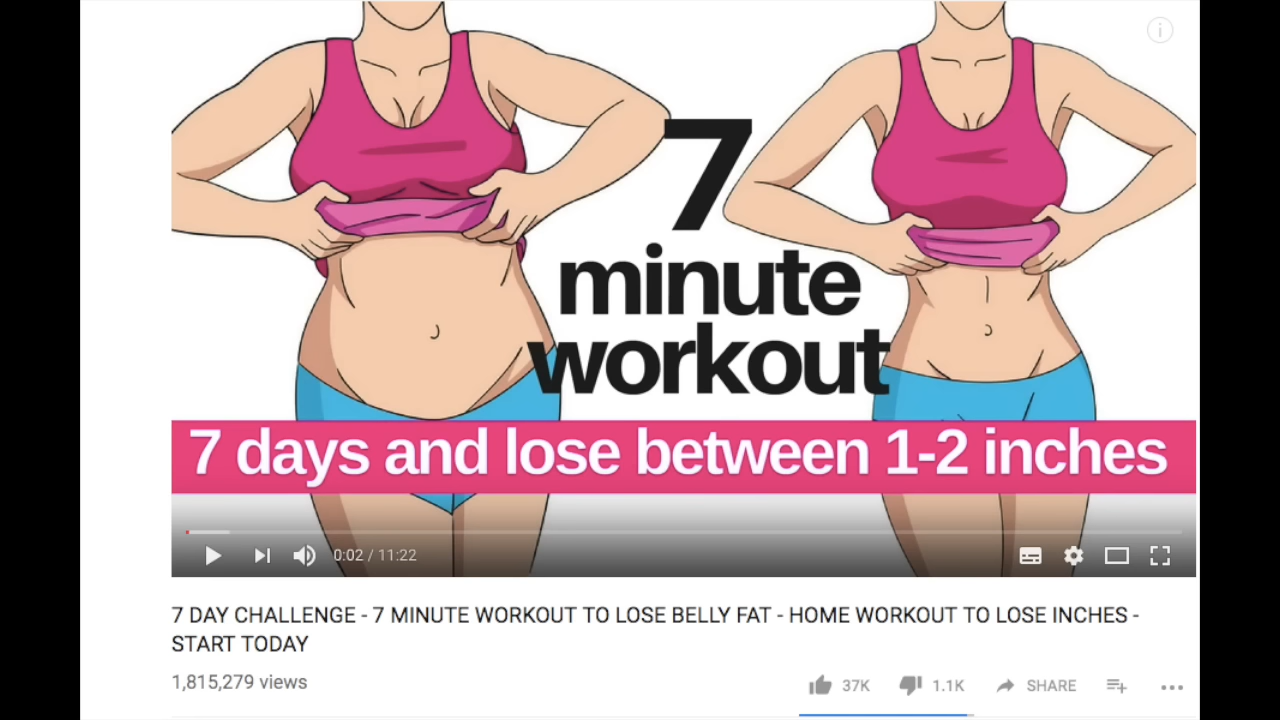 7
minute
workout
7 days and lose between 1-2 inches
0:02 / 11:22
7 DAY CHALLENGE - 7 MINUTE WORKOUT TO LOSE BELLY FAT - HOME WORKOUT TO LOSE INCHES -
START TODAY
1,815,279 views
37K 1.1K SHARE